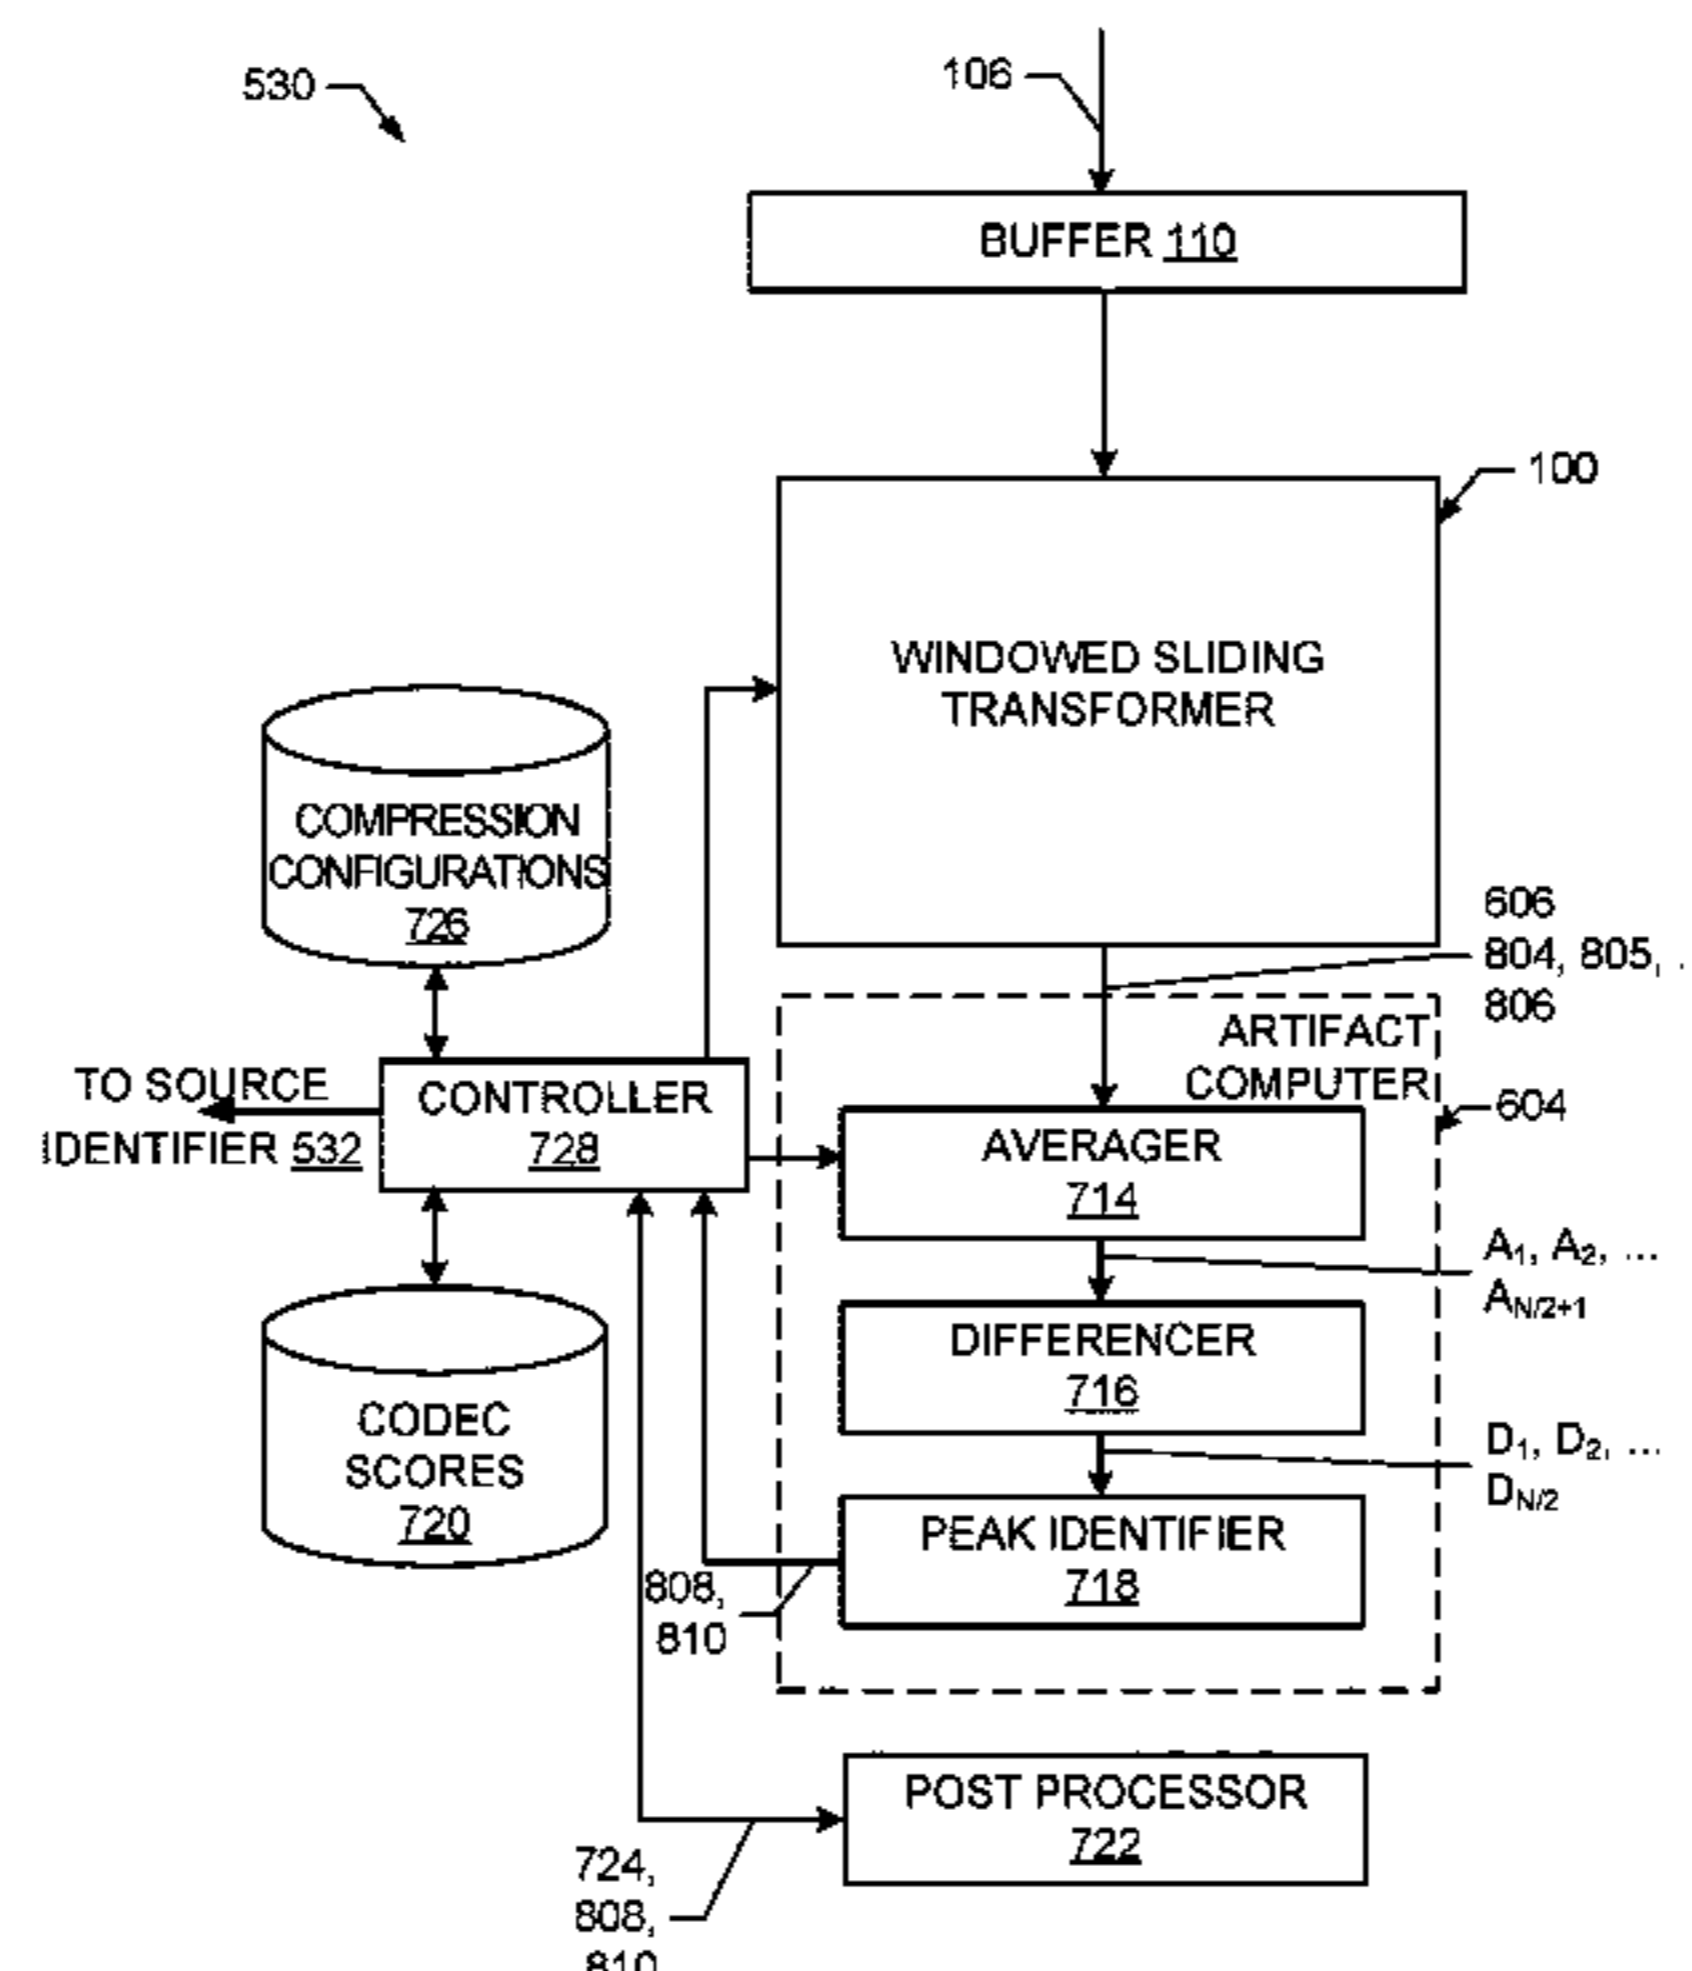 530
106
BUFFER 110
100
WINDOWED SLIDING
TRANSFORMER
COMPRESSION
CONFIGURATIONS
726
606
804, 805, .
806
ARTIFACT
COMPUTER
604
TO SOURCE
IDENTIFIER 532
CONTROLLER
728
AVERAGER
714
A1, A2, ...
AN/2+1
DIFFERENCER
716
CODEC
SCORES
720
D1, D2, ...
DN/2
PEAK IDENTIFIER
718
808,
810
POST PROCESSOR
722
724,
808,
810